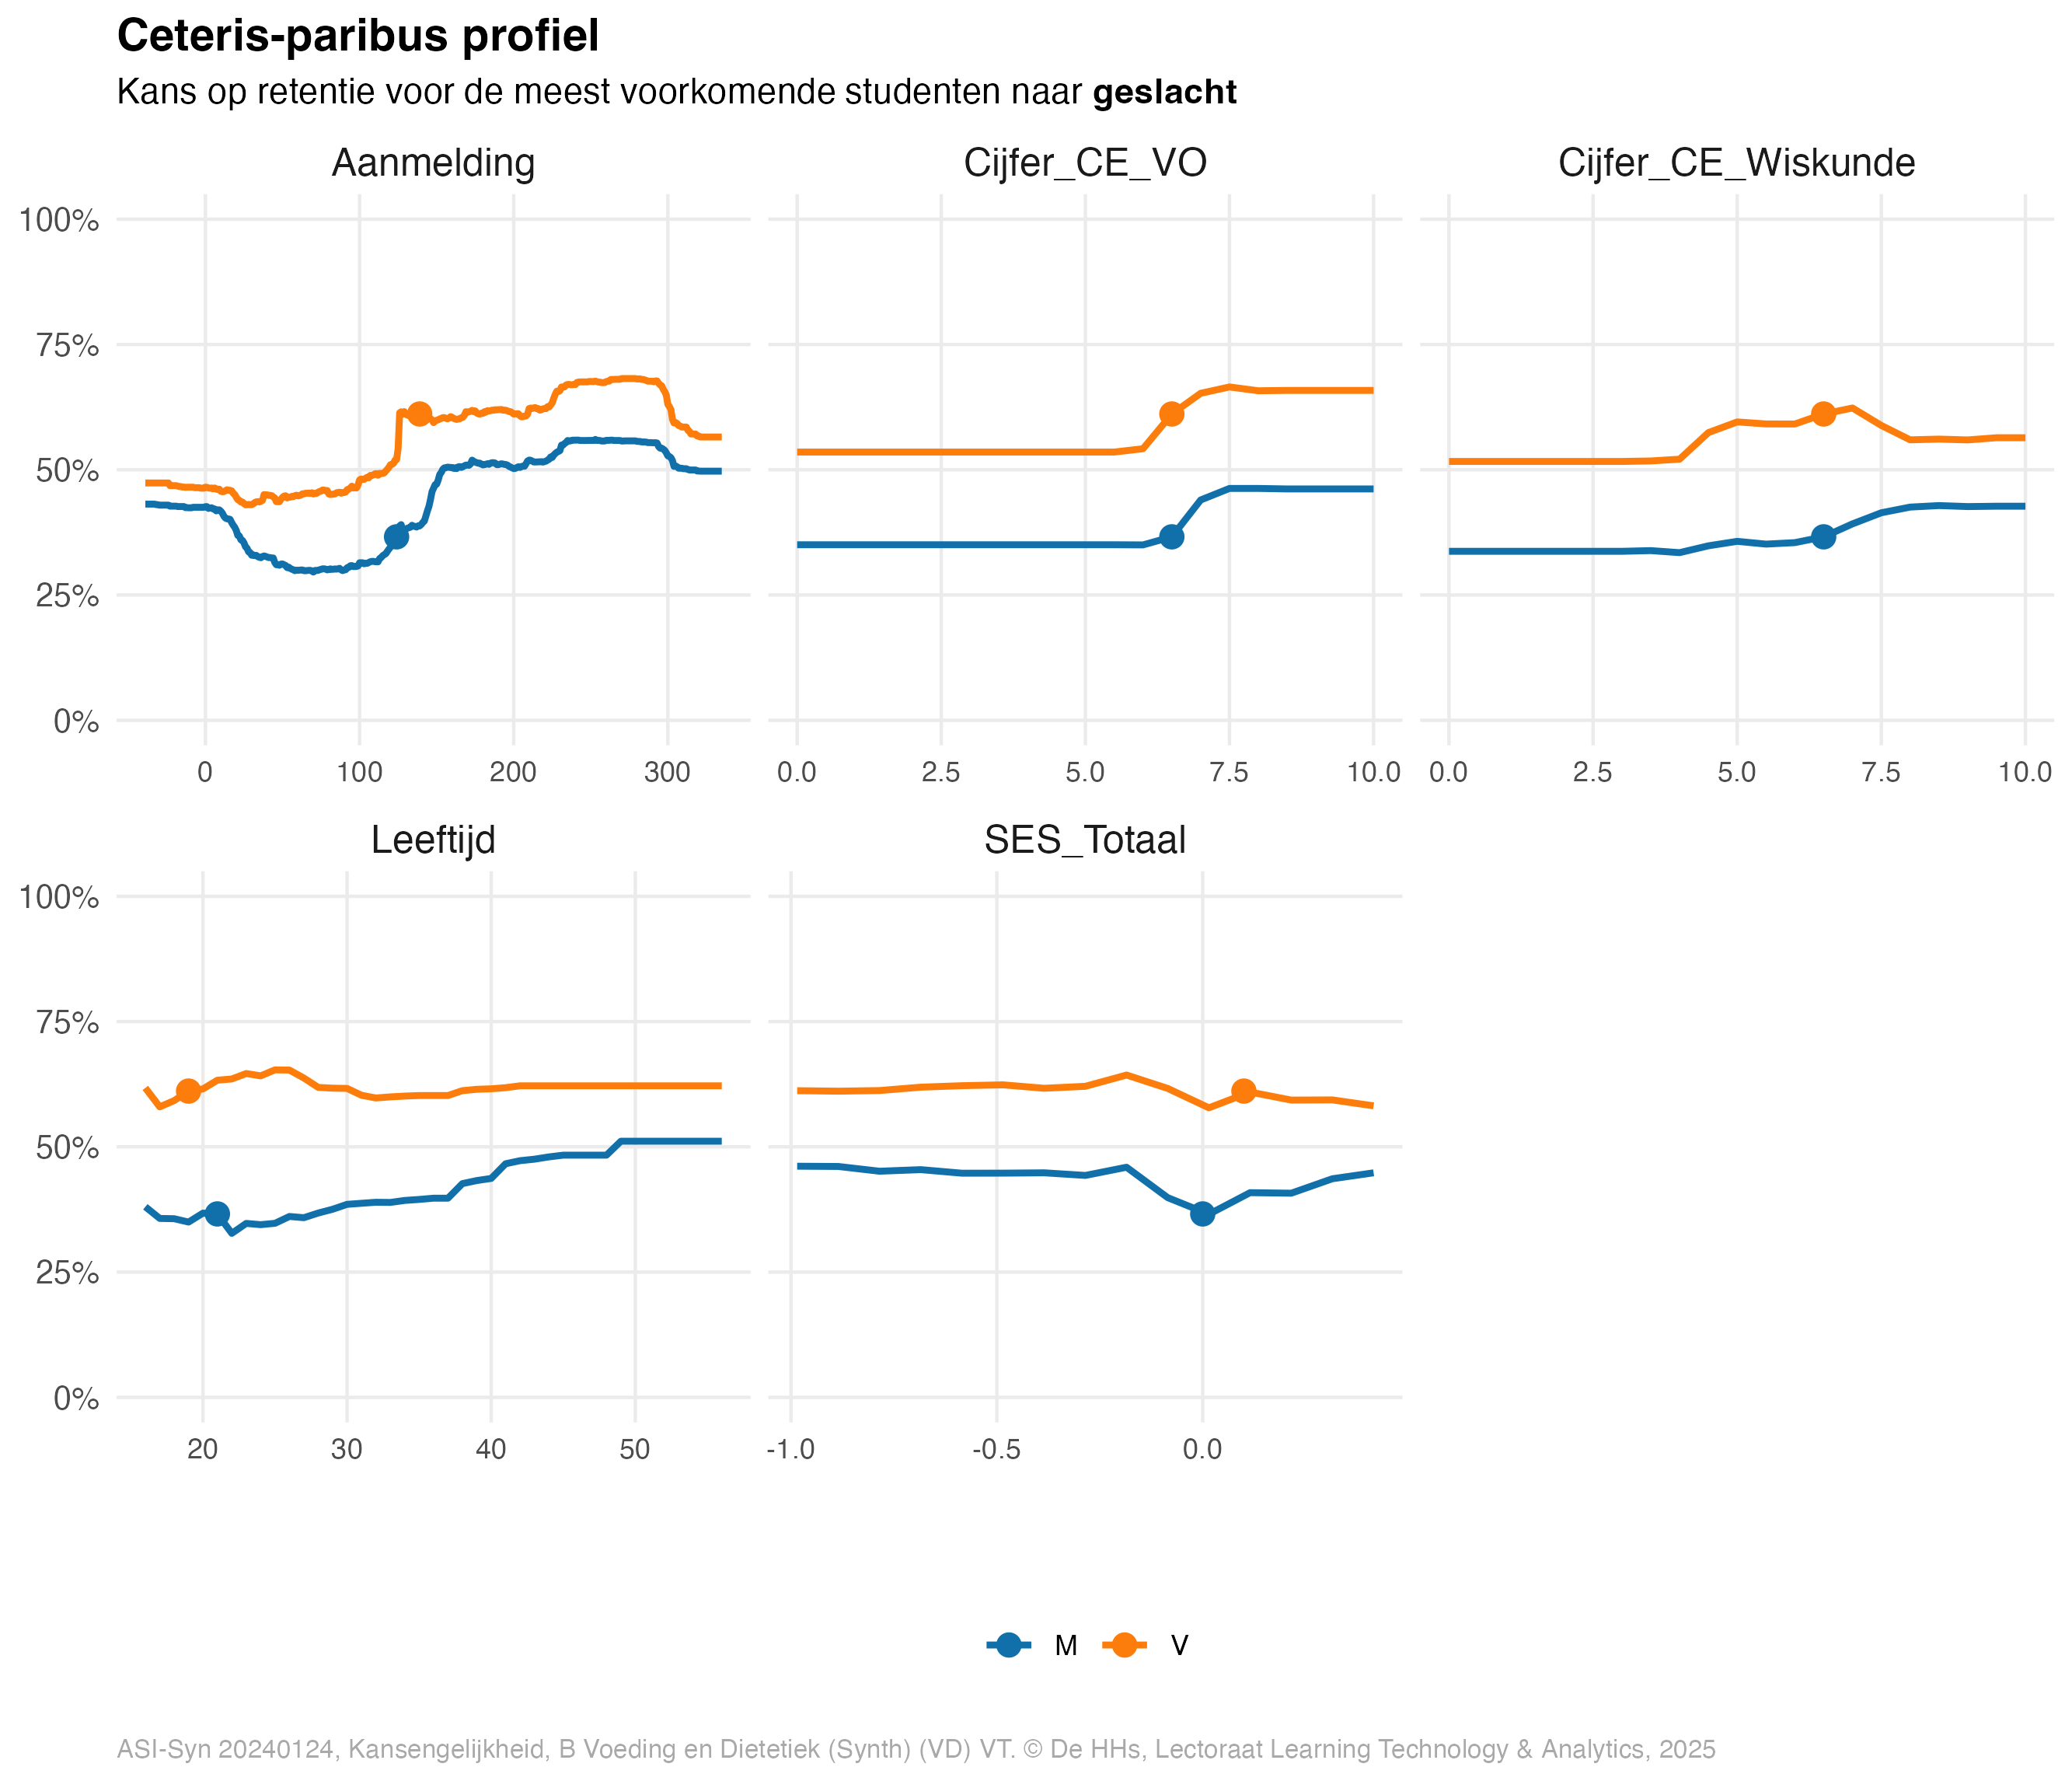 Ceteris-paribus profiel
Kans op retentie voor de meest voorkomende studenten naar geslacht
Aanmelding
Cijfer_CE_VO
Cijfer_CE_Wiskunde
100%
75%
50%
25%
0%
0 100 200 300
0.0 2.5 5.0 7.5 10.0
0.0 2.5 5.0 7.5 10.0
Leeftijd
SES_Totaal
100%
75%
50%
25%
0%
20 30 40 50
-1.0 -0.5 0.0
M V
ASI-Syn 20240124, Kansengelijkheid, B Voeding en Dietetiek (Synth) (VD) VT. © De HHs, Lectoraat Learning Technology & Analytics, 2025